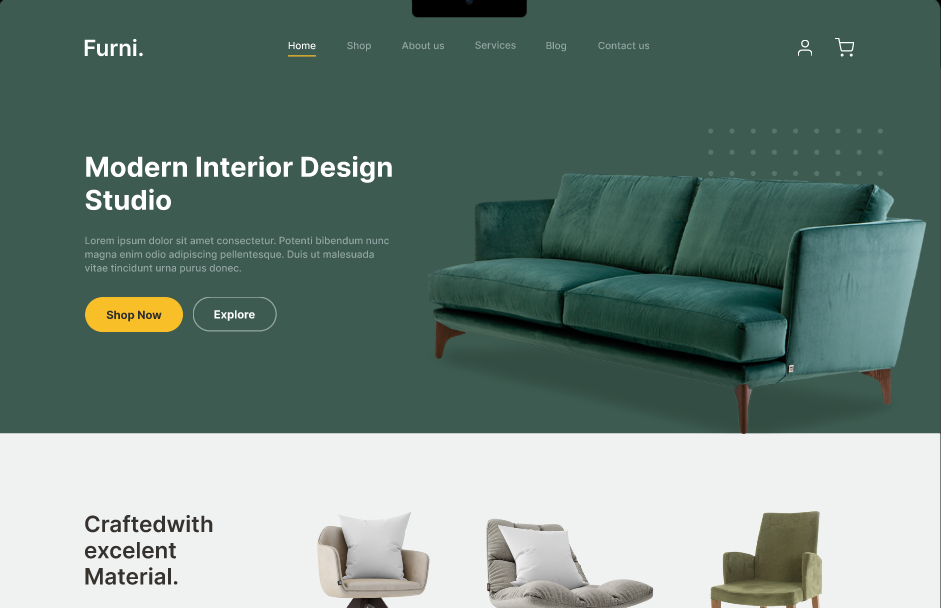 Furni.
Home Shop About us Services Blog Contact us
Modern Interior Design
Studio
Lorem ipsum dolor sit amet consectetur. Potenti bibendum nunc
magna enim odio adipiscing pellentesque. Duis ut malesuada
vitae tincidunt urna purus donec.
Shop Now Explore
Craftedwith
excelent
Material.